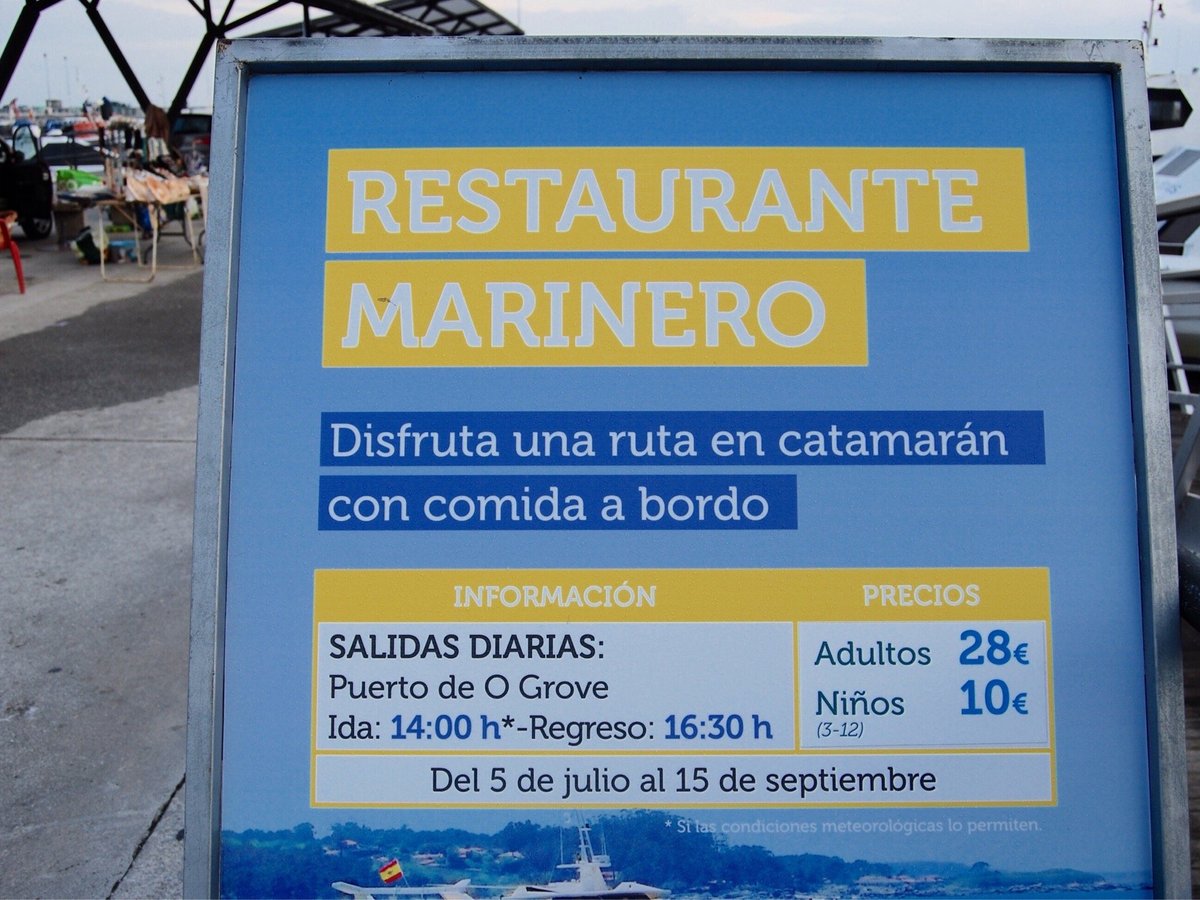 RESTAURANTE
MARINERO
Disfruta una ruta en catamarán
con comida a bordo
INFORMACIÓN
SALIDAS DIARIAS:
Puerto de O Grove
Ida: 14:00 h*-Regreso: 16:30 h
PRECIOS
Adultos 28€
Niños 10€
(3-12)
Del 5 de julio al 15 de septiembre
* Si las condiciones meteorológicas lo permiten.